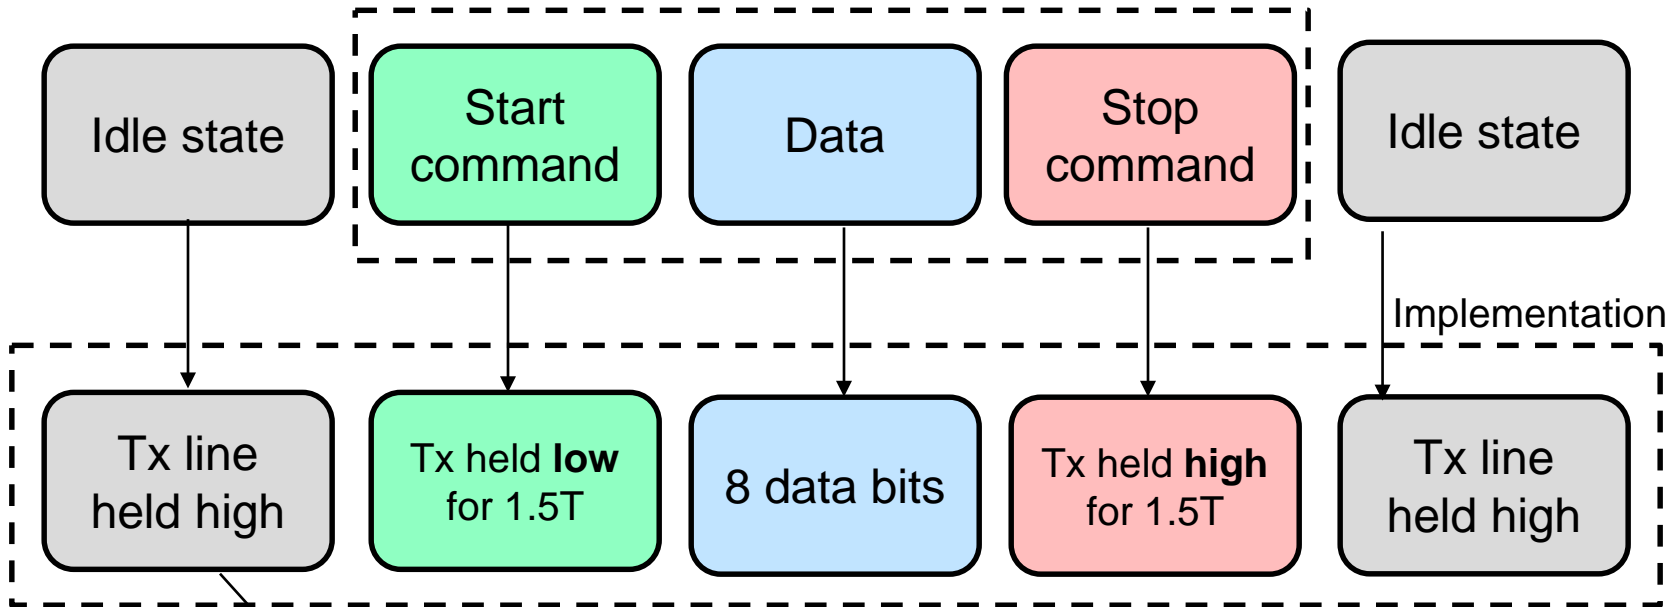 Idle state
Start
command
Data
Stop
command
Idle state
Implementation
Tx line
held high
Tx held low
for 1.5T
8 data bits
Tx held high
for 1.5T
Tx line
held high